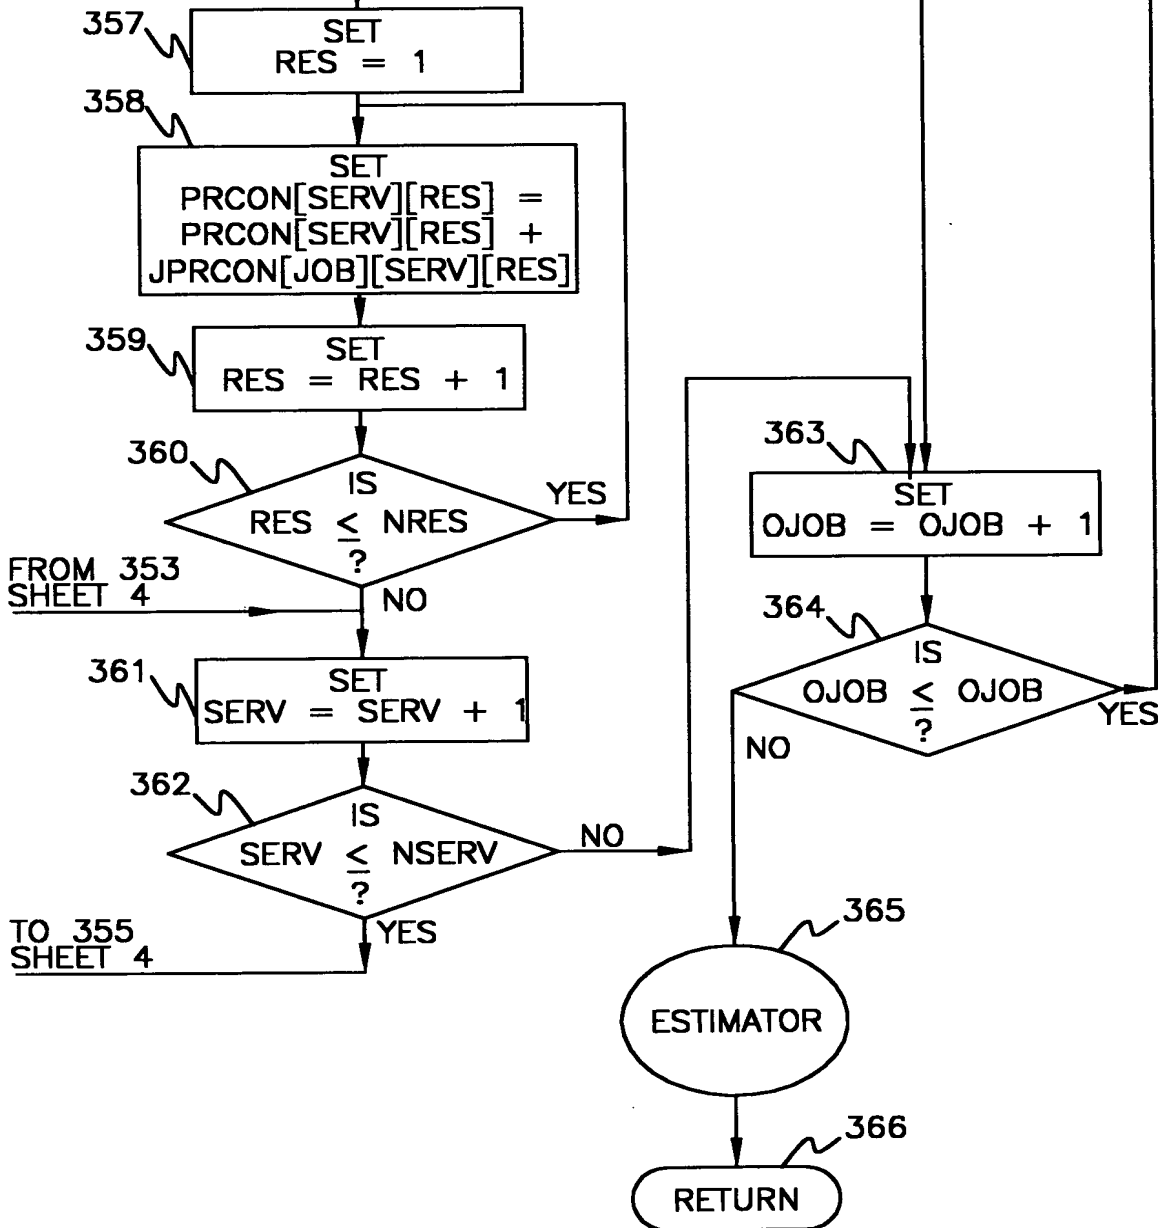 357
SET
RES = 1
358
SET
PRCON[SERV][RES] =
PRCON[SERV][RES] +
JPRCON[JOB][SERV][RES]
359
SET
RES = RES + 1
360
IS
RES ≤ NRES
?
YES
NO
FROM 353
SHEET 4
361
SET
SERV = SERV + 1
362
IS
SERV ≤ NSERV
?
NO
YES
TO 355
SHEET 4
363
SET
OJOB = OJOB + 1
364
IS
OJOB ≤ OJOB
?
YES
NO
365
ESTIMATOR
366
RETURN